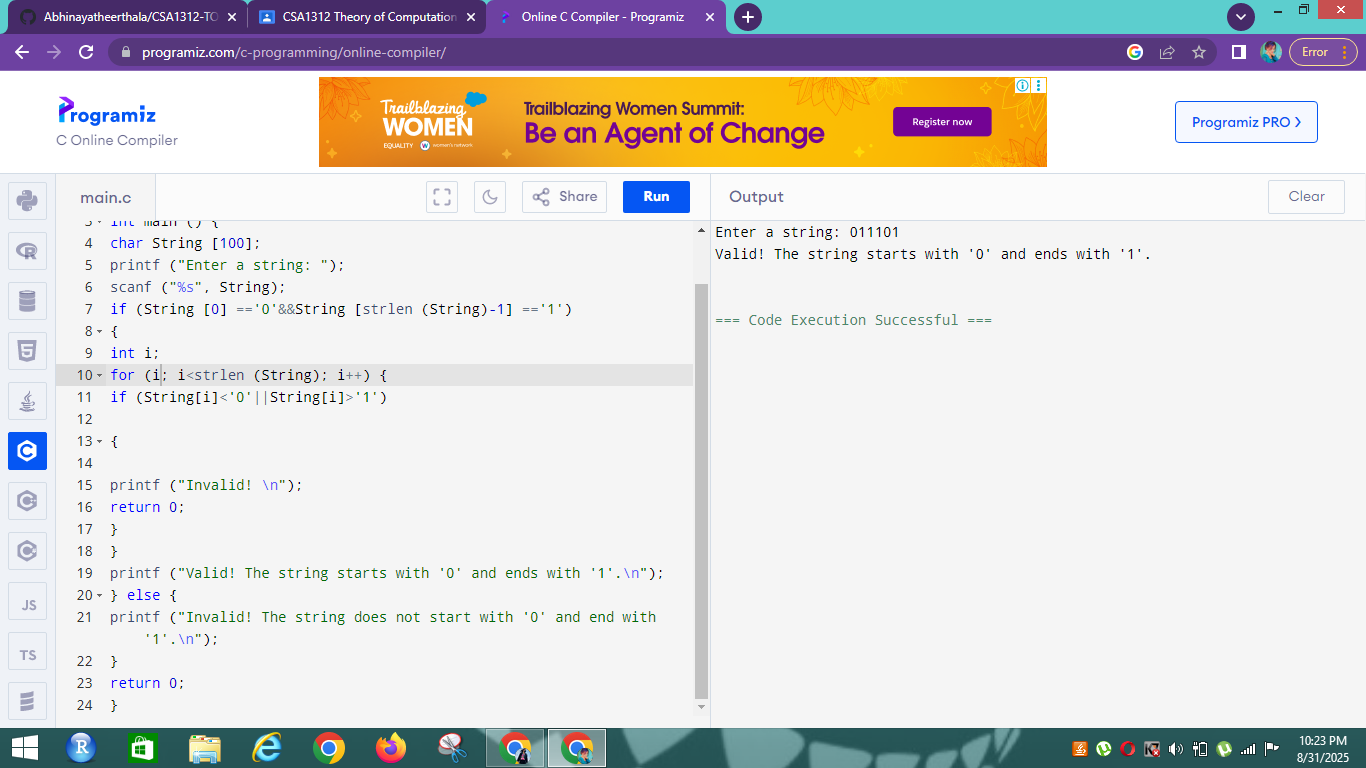 Abhinayatheerthala/CSA1312-TO
CSA1312 Theory of Computation
Online C Compiler - Programiz
programiz.com/c-programming/online-compiler/
Error
Programiz
C Online Compiler
Trailblazing
WOMEN
EQUALITY
women's network
Trailblazing Women Summit:
Be an Agent of Change
Register now
Programiz PRO
main.c
Share
Run
Output
Clear
3 int main () {
4 char String [100];
5 printf ("Enter a string: ");
6 scanf ("%s", String);
7 if (String [0] =='0'&&String [strlen (String)-1] =='1')
8 {
9 int i;
10 for (i; i<strlen (String); i++) {
11 if (String[i]<'0'||String[i]>'1')
12
13 {
14
15 printf ("Invalid! \n");
16 return 0;
17 }
18 }
19 printf ("Valid! The string starts with '0' and ends with '1'.\n");
20 } else {
21 printf ("Invalid! The string does not start with '0' and end with
'1'.\n");
22 }
23 return 0;
24 }
Enter a string: 011101
Valid! The string starts with '0' and ends with '1'.
=== Code Execution Successful ===
JS
TS
10:23 PM
8/31/2025